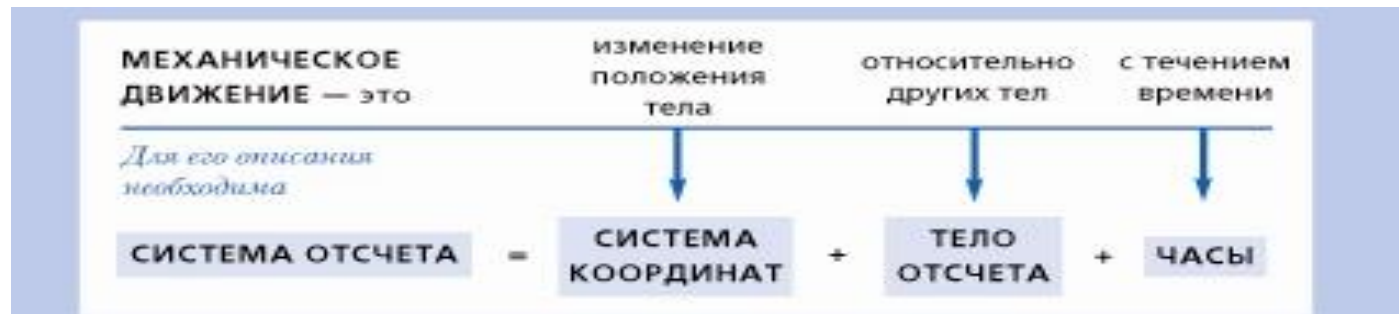 МЕХАНИЧЕСКОЕ
ДВИЖЕНИЕ — это
изменение
положения
тела
относительно
других тел
с течением
времени
Для его описания
необходима
СИСТЕМА ОТСЧЕТА = СИСТЕМА КООРДИНАТ + ТЕЛО ОТСЧЕТА + ЧАСЫ